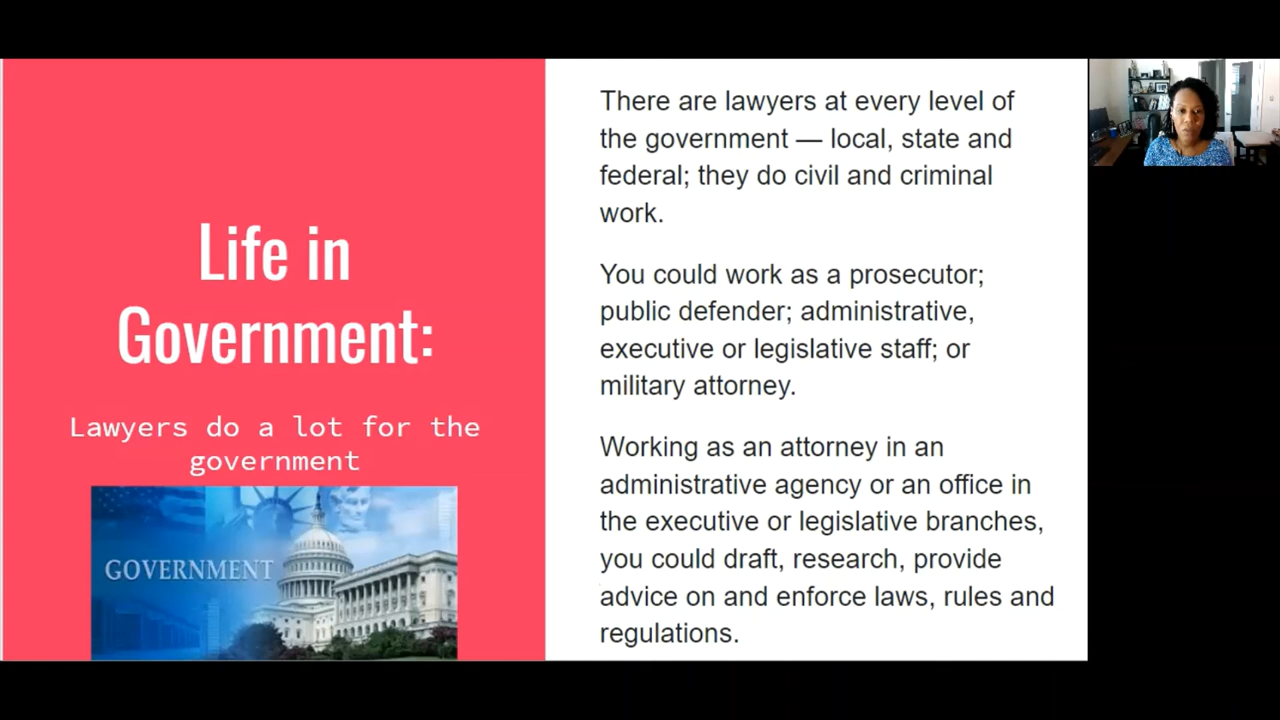 Life in
Government:
Lawyers do a lot for the
government
GOVERNMENT
There are lawyers at every level of
the government — local, state and
federal; they do civil and criminal
work.
You could work as a prosecutor;
public defender; administrative,
executive or legislative staff; or
military attorney.
Working as an attorney in an
administrative agency or an office in
the executive or legislative branches,
you could draft, research, provide
advice on and enforce laws, rules and
regulations.